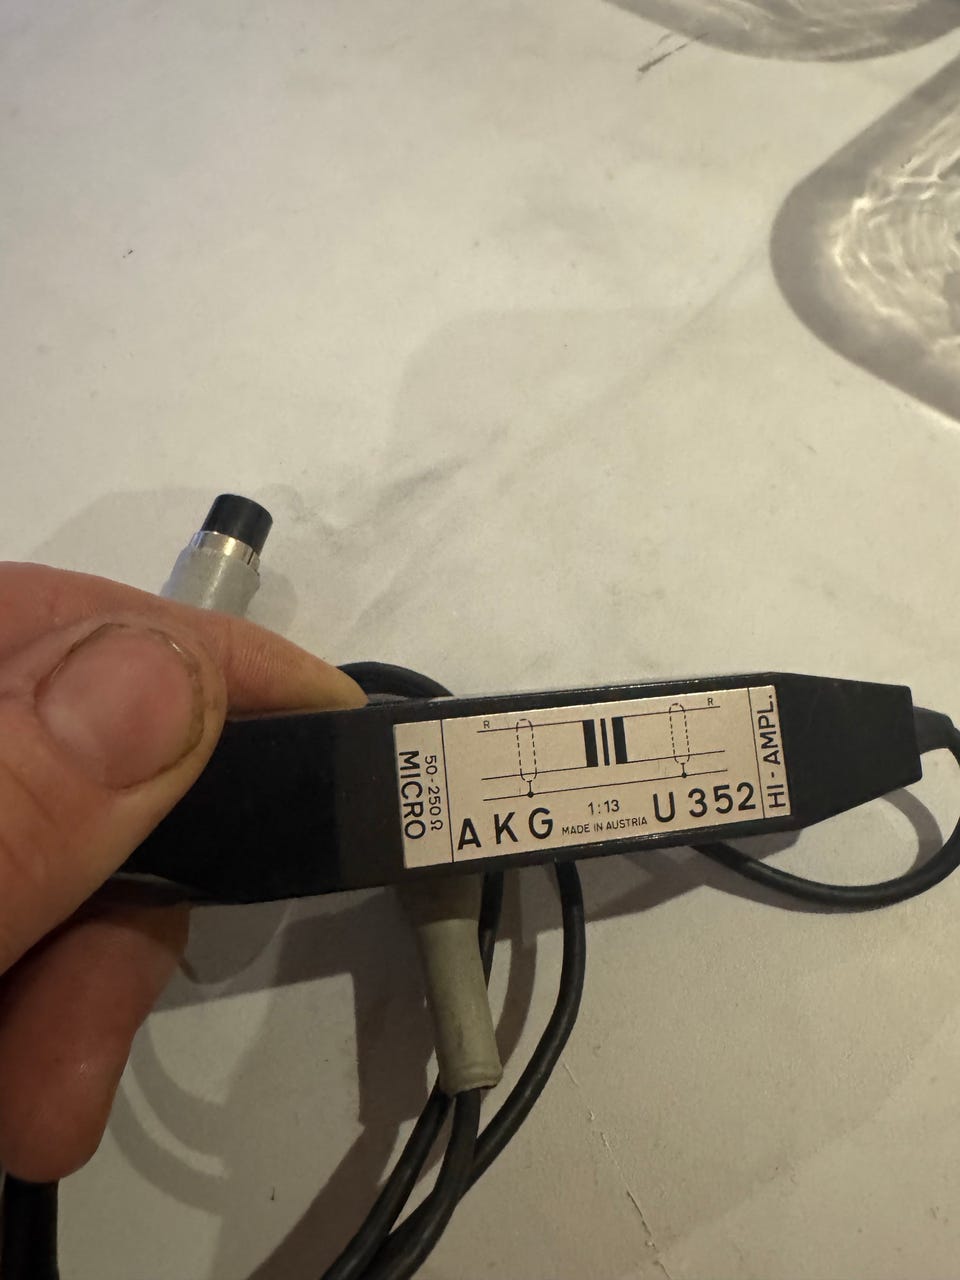 50-250Ω
MICRO
R
R
1:13
AKG MADE IN AUSTRIA U 352
HI-AMPL.